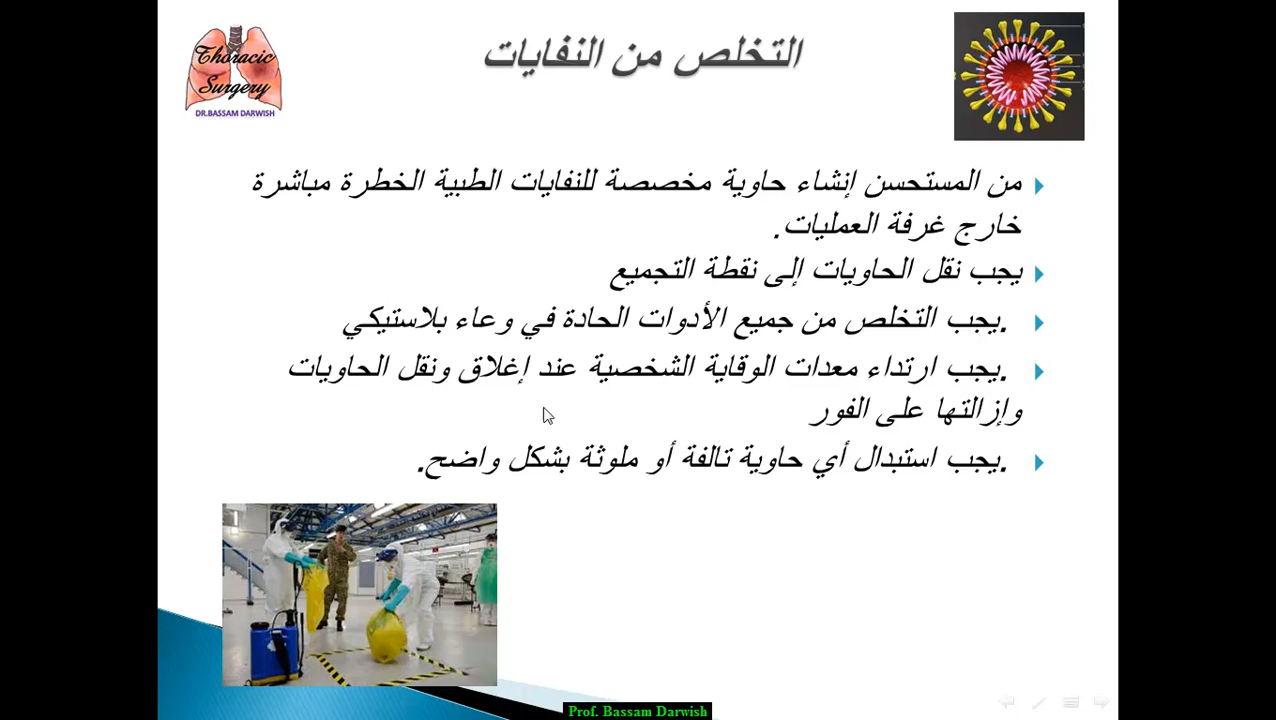 التخلص من النفايات
Thoracic
Surgery
DR.BASSAM DARWISH
من المستحسن إنشاء حاوية مخصصة للنفايات الطبية الخطرة مباشرة
خارج غرفة العمليات.
يجب نقل الحاويات إلى نقطة التجميع
.يجب التخلص من جميع الأدوات الحادة في وعاء بلاستيكي
.يجب ارتداء معدات الوقاية الشخصية عند إغلاق ونقل الحاويات
وإزالتها على الفور
.يجب استبدال أي حاوية تالفة أو ملوثة بشكل واضح.
Prof. Bassam Darwish